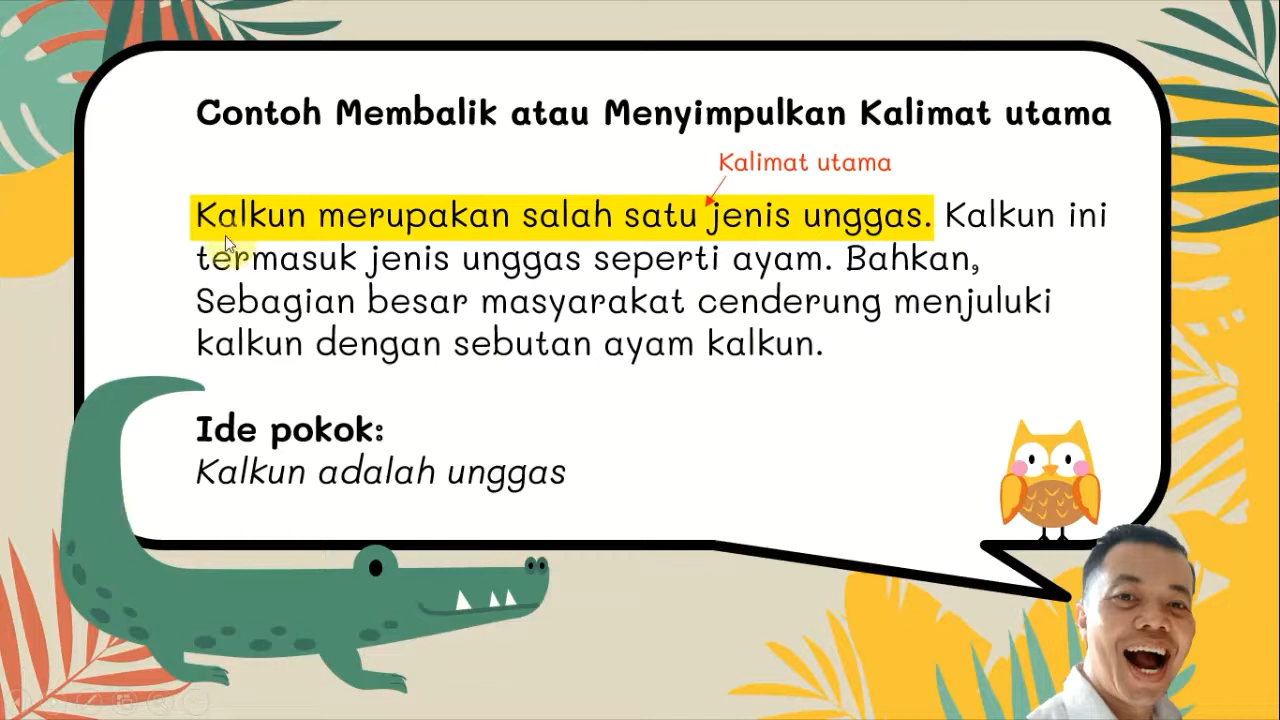 Contoh Membalik atau Menyimpulkan Kalimat utama
Kalimat utama
Kalkun merupakan salah satu jenis unggas. Kalkun ini
termasuk jenis unggas seperti ayam. Bahkan,
Sebagian besar masyarakat cenderung menjuluki
kalkun dengan sebutan ayam kalkun.
Ide pokok:
Kalkun adalah unggas